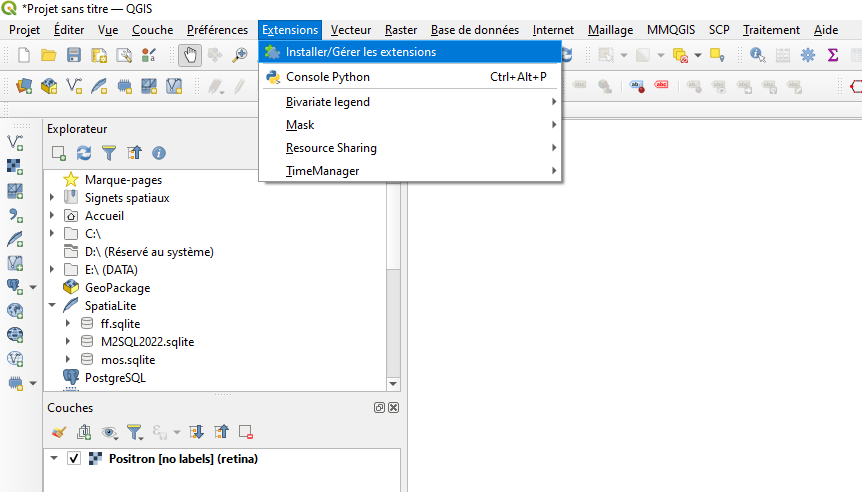 *Projet sans titre — QGIS
Projet Éditer Vue Couche Préférences Extensions Vecteur Raster Base de données Internet Maillage MMQGIS SCP Traitement Aide
Installer/Gérer les extensions
Console Python Ctrl+Alt+P
Bivariate legend
Mask
Resource Sharing
TimeManager
Explorateur
Marque-pages
Signets spatiaux
Accueil
C:\
D:\ (Réservé au système)
E:\ (DATA)
GeoPackage
SpatiaLite
ff.sqlite
M2SQL2022.sqlite
mos.sqlite
PostgreSQL
Couches
Positron [no labels] (retina)